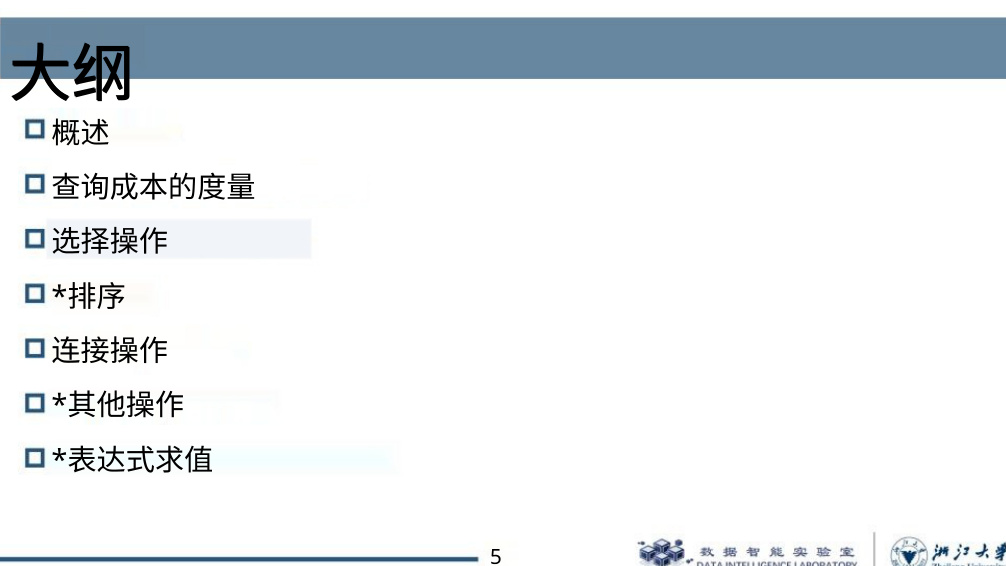 大纲
概述
查询成本的度量
选择操作
*排序
连接操作
*其他操作
*表达式求值
5
数据智能实验室
DATA INTELLIGENCE LABORATORY
浙江大学